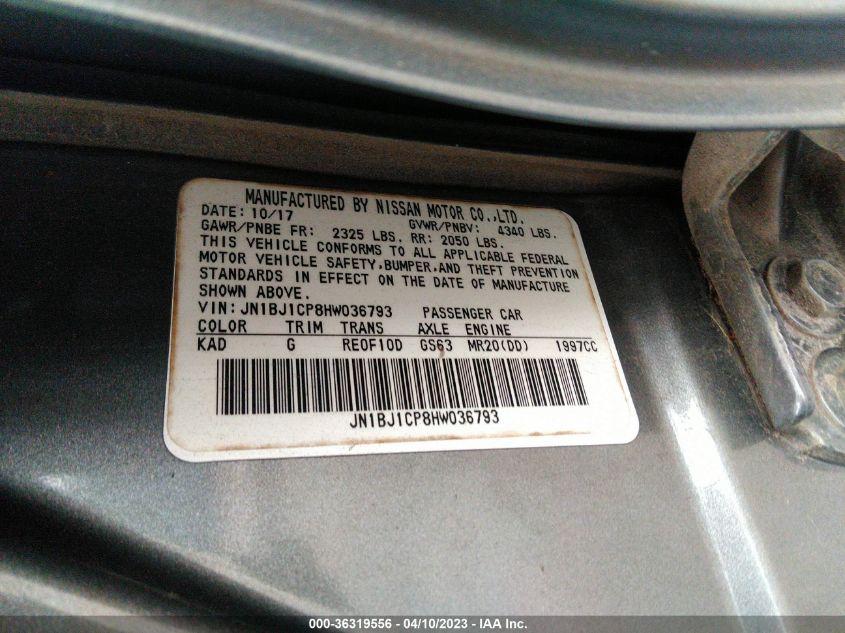 MANUFACTURED BY NISSAN MOTOR CO.,LTD.
DATE: 10/17 GVWR/PNBV: 4340 LBS.
GAWR/PNBE FR: 2325 LBS. RR: 2050 LBS.
THIS VEHICLE CONFORMS TO ALL APPLICABLE FEDERAL
MOTOR VEHICLE SAFETY,BUMPER,AND THEFT PREVENTION
STANDARDS IN EFFECT ON THE DATE OF MANUFACTURE
SHOWN ABOVE.
VIN: JN1BJ1CP8HW036793 PASSENGER CAR
COLOR TRIM TRANS AXLE ENGINE
KAD G RE0F10D GS63 MR20(DD) 1997CC
JN1BJ1CP8HW036793
000-36319556 - 04/10/2023 - IAA Inc.